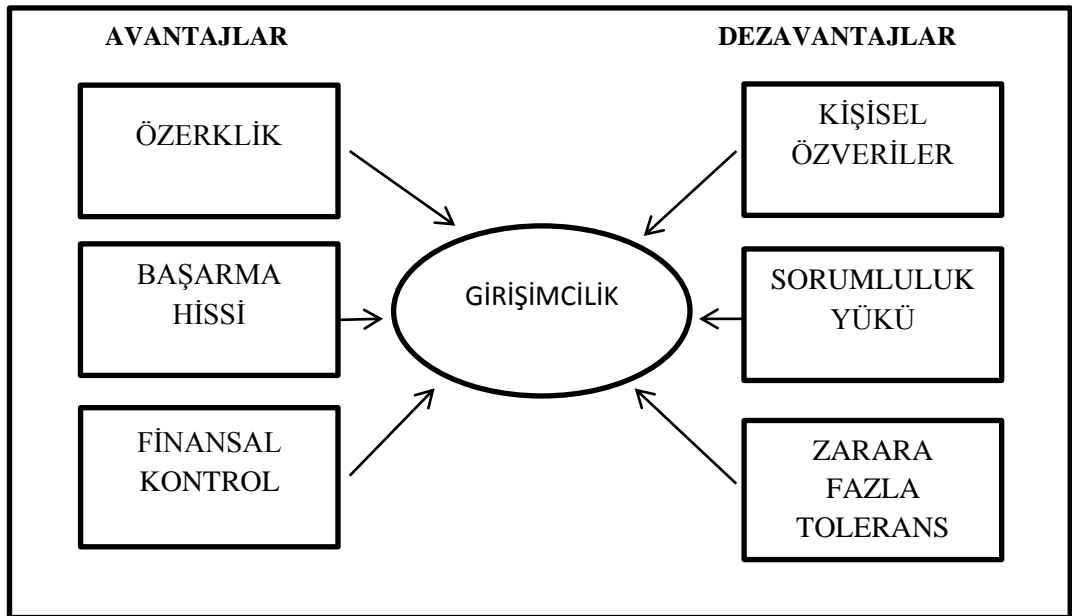 AVANTAJLAR
ÖZERKLİK
BAŞARMA
HİSSİ
FİNANSAL
KONTROL
GİRİŞİMCİLİK
DEZAVANTAJLAR
KİŞİSEL
ÖZVERİLER
SORUMLULUK
YÜKÜ
ZARARA
FAZLA
TOLERANS